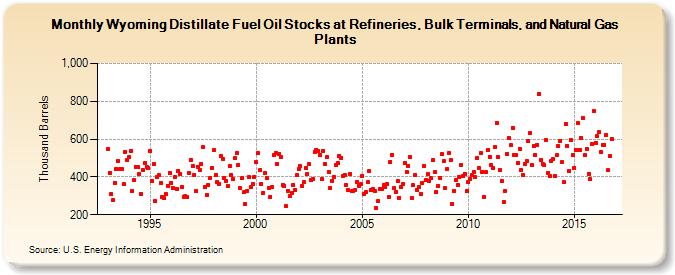 Monthly Wyoming Distillate Fuel Oil Stocks at Refineries, Bulk Terminals, and Natural Gas
Plants
Thousand Barrels
1,000
800
600
400
200
1995
2000
2005
2010
2015
Source: U.S. Energy Information Administration